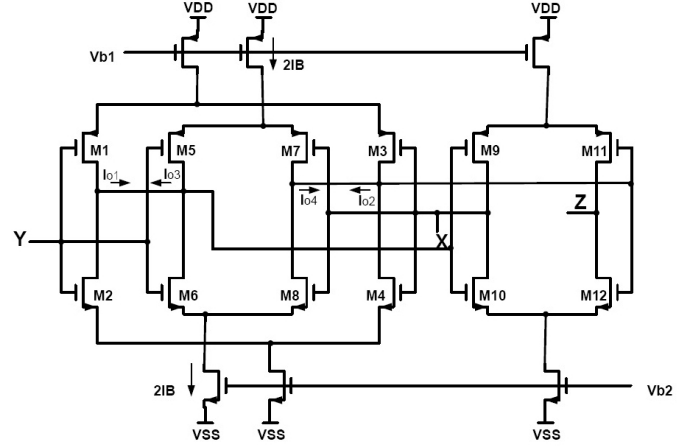 VDD VDD VDD
Vb1
2IB
M1 M5 M7 M3 M9 M11
Io1 Io3 Io4 Io2
Z
Y X
M2 M6 M8 M4 M10 M12
2IB Vb2
VSS VSS VSS